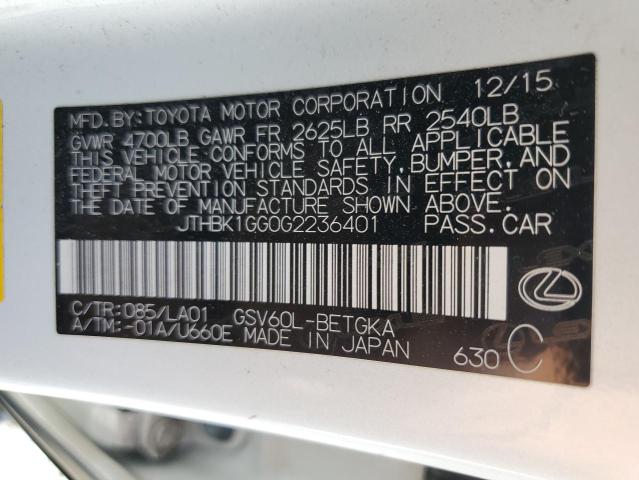 MFD.BY:TOYOTA MOTOR CORPORATION 12/15
GVWR 4700LB GAWR FR 2625LB RR 2540LB
THIS VEHICLE CONFORMS TO ALL APPLICABLE
FEDERAL MOTOR VEHICLE SAFETY,BUMPER,AND
THEFT PREVENTION STANDARDS IN EFFECT ON
THE DATE OF MANUFACTURE SHOWN ABOVE.
JTHBK1GG0G2236401 PASS.CAR
C/TR:085/LA01 GSV60L-BETGKA
A/TM:-01A/U660E MADE IN JAPAN
630 C